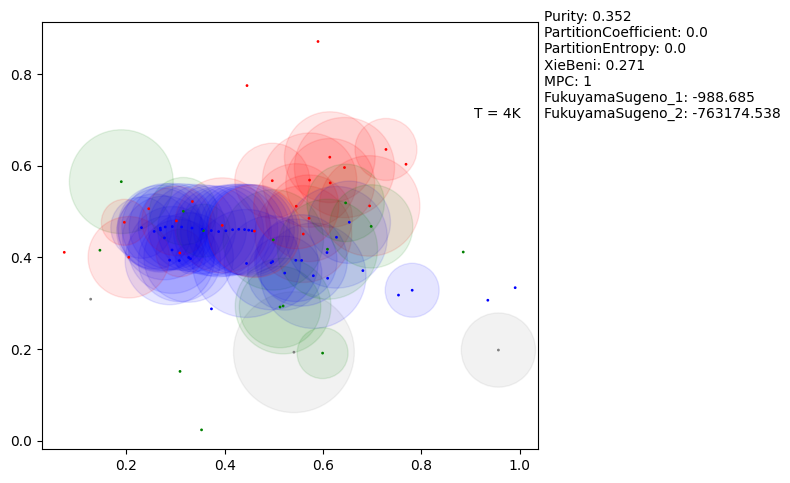 Purity: 0.352
PartitionCoefficient: 0.0
PartitionEntropy: 0.0
XieBeni: 0.271
MPC: 1
FukuyamaSugeno_1: -988.685
FukuyamaSugeno_2: -763174.538
T = 4K
0.8
0.6
0.4
0.2
0.0
0.2 0.4 0.6 0.8 1.0